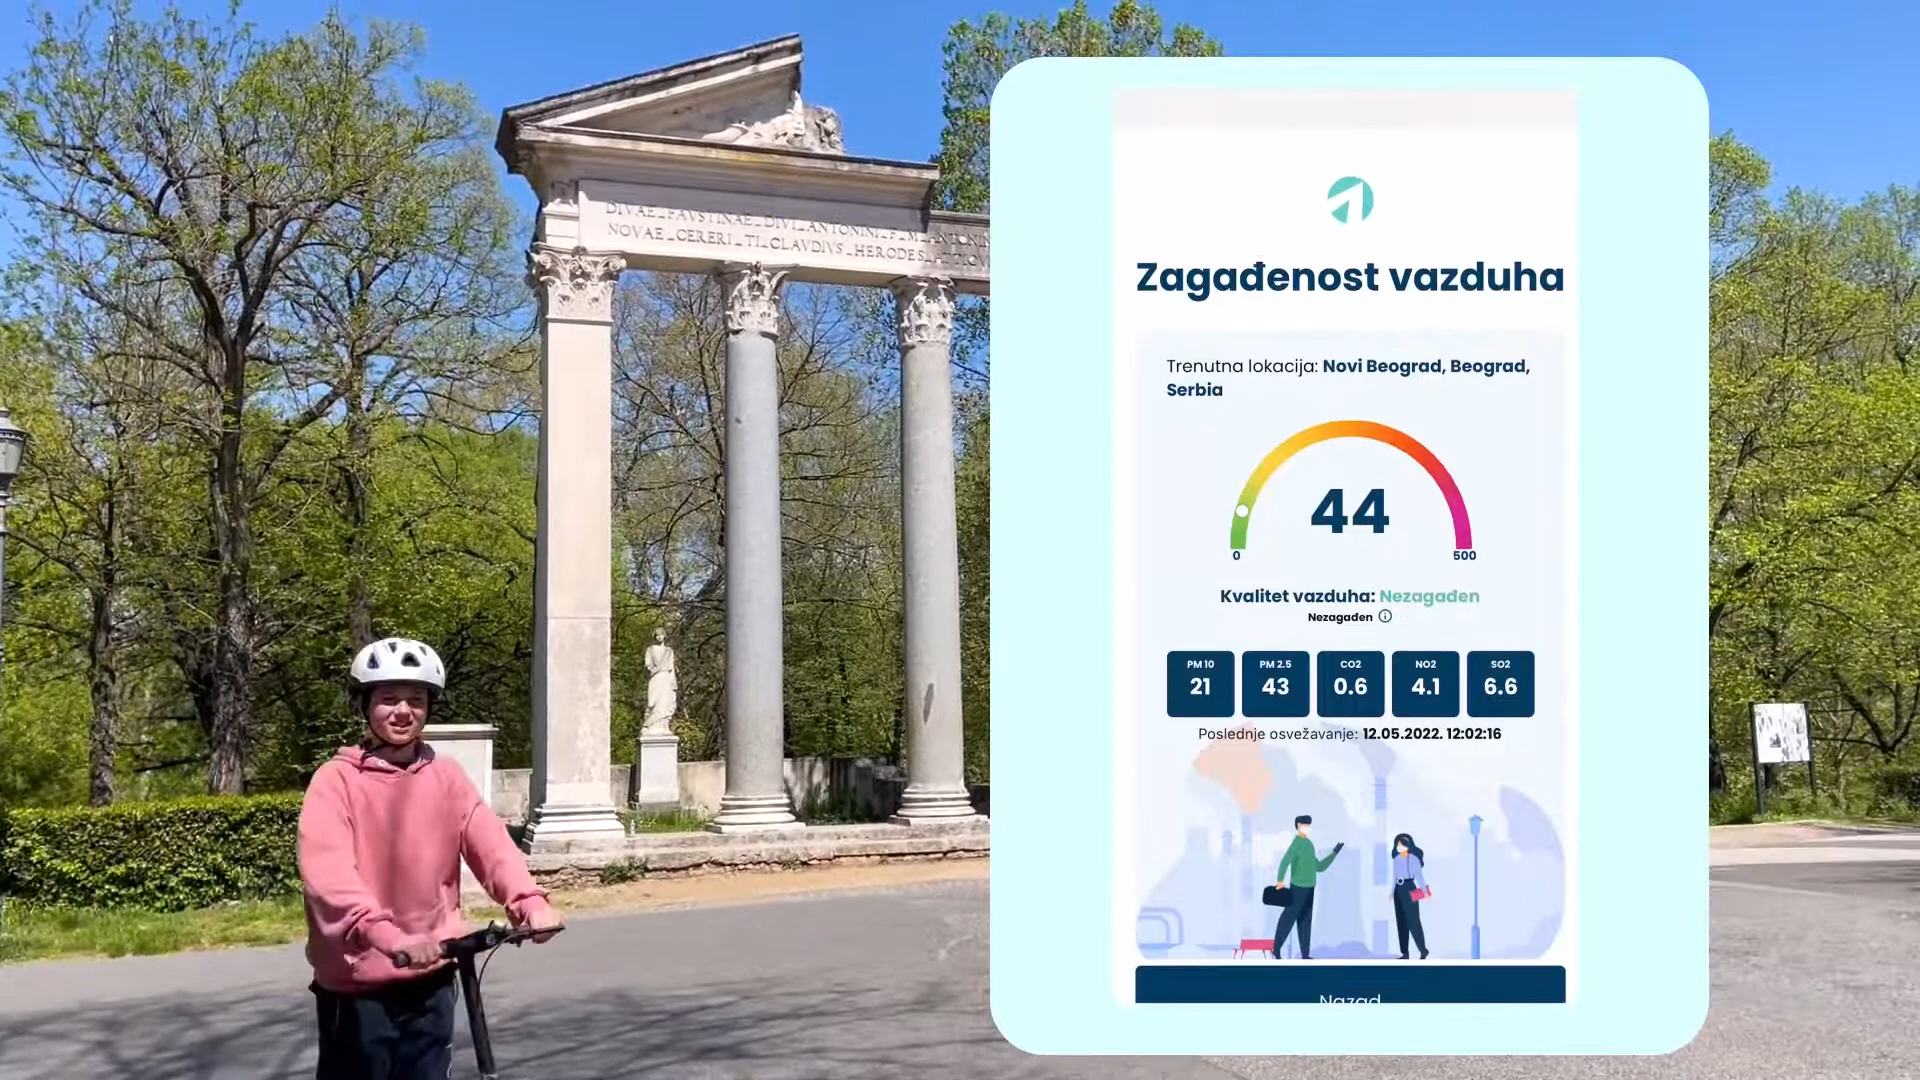 DIVAE FAVSTINAE DIVI ANTONINI F M ANTONIN
NOVAE CERERI TI CLAVDIVS HERODES ATTICVS
Zagađenost vazduha
Trenutna lokacija: Novi Beograd, Beograd,
Serbia
44
0
500
Kvalitet vazduha: Nezagađen
Nezagađen
PM 10
21
PM 2.5
43
CO2
0.6
NO2
4.1
SO2
6.6
Poslednje osvežavanje: 12.05.2022. 12:02:16
Nazad